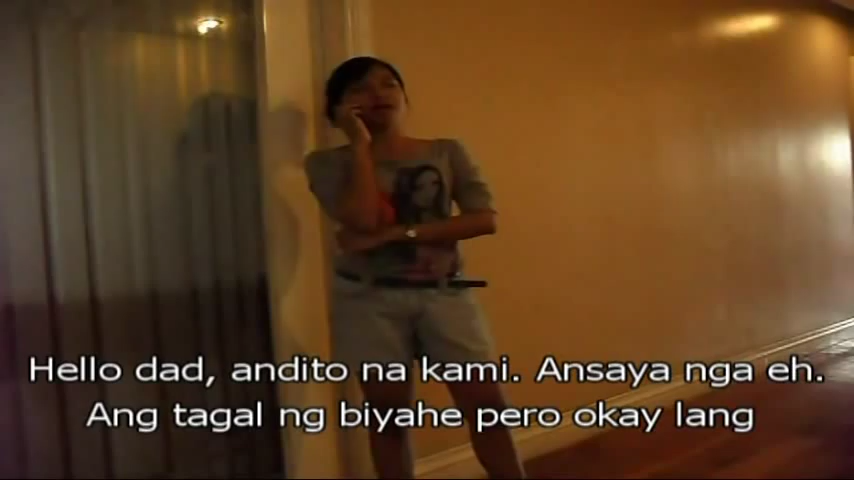 Hello dad, andito na kami. Ansaya nga eh.
Ang tagal ng biyahe pero okay lang